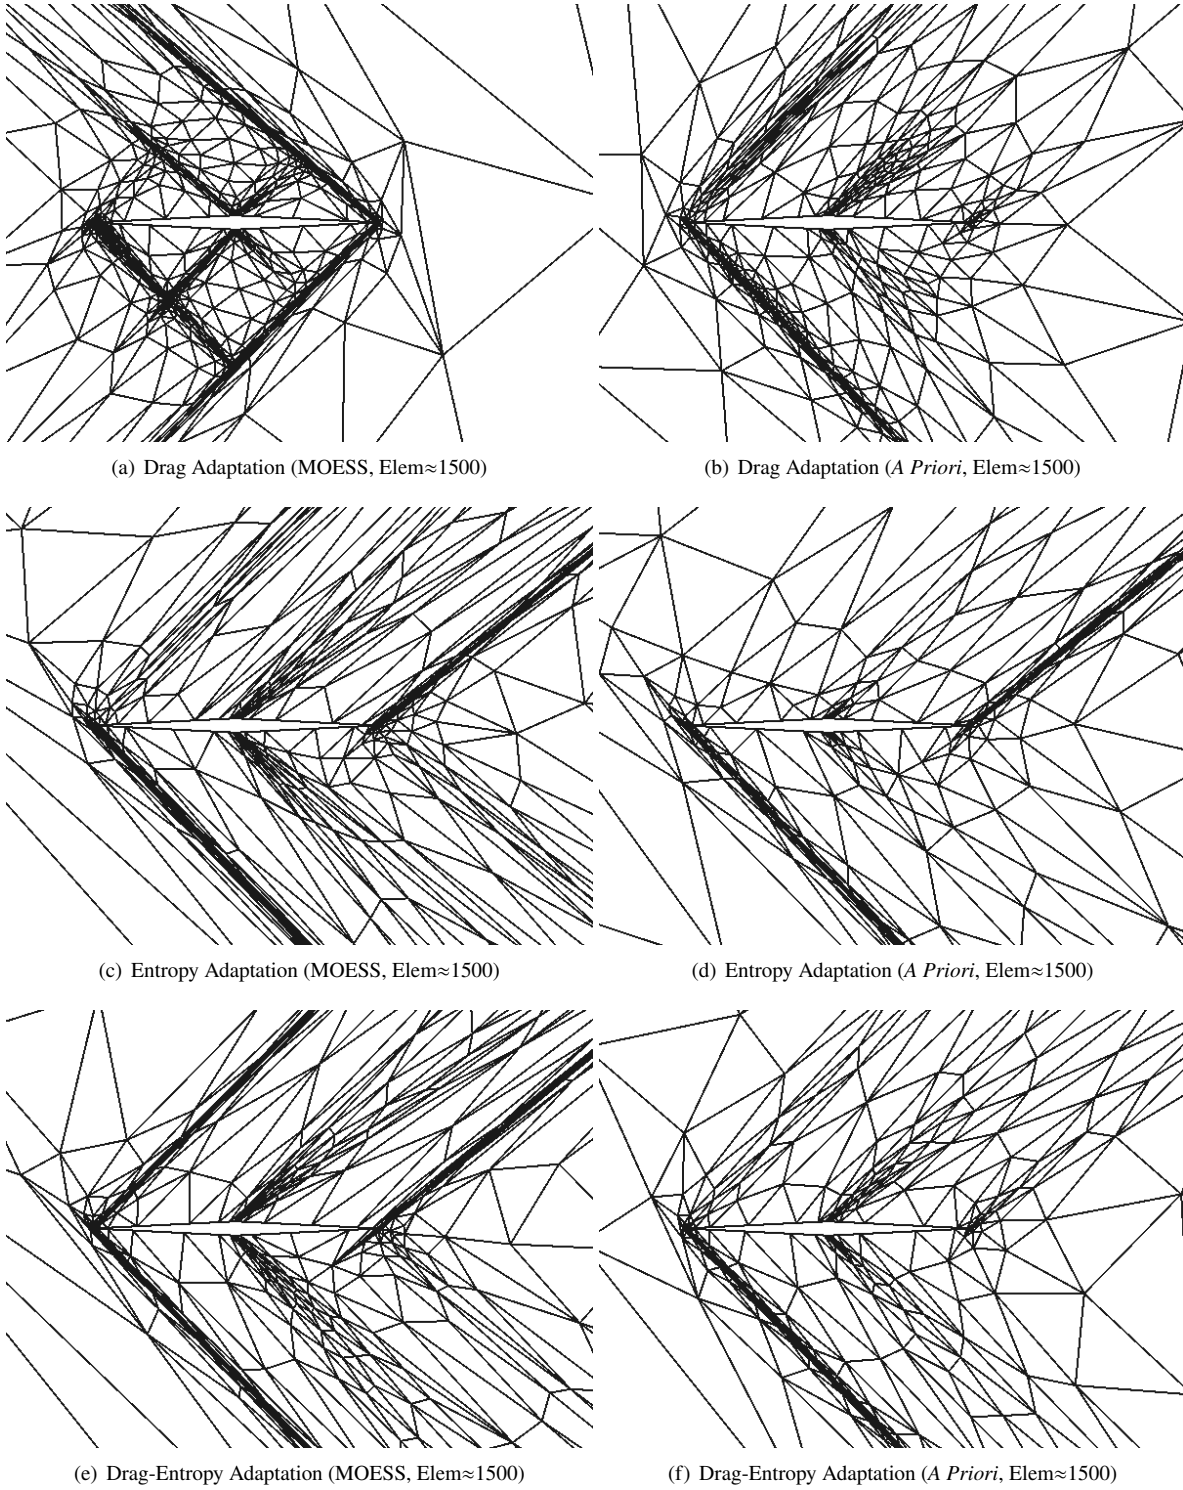 (a) Drag Adaptation (MOESS, Elem≈1500)
(b) Drag Adaptation (A Priori, Elem≈1500)
(c) Entropy Adaptation (MOESS, Elem≈1500)
(d) Entropy Adaptation (A Priori, Elem≈1500)
(e) Drag-Entropy Adaptation (MOESS, Elem≈1500)
(f) Drag-Entropy Adaptation (A Priori, Elem≈1500)